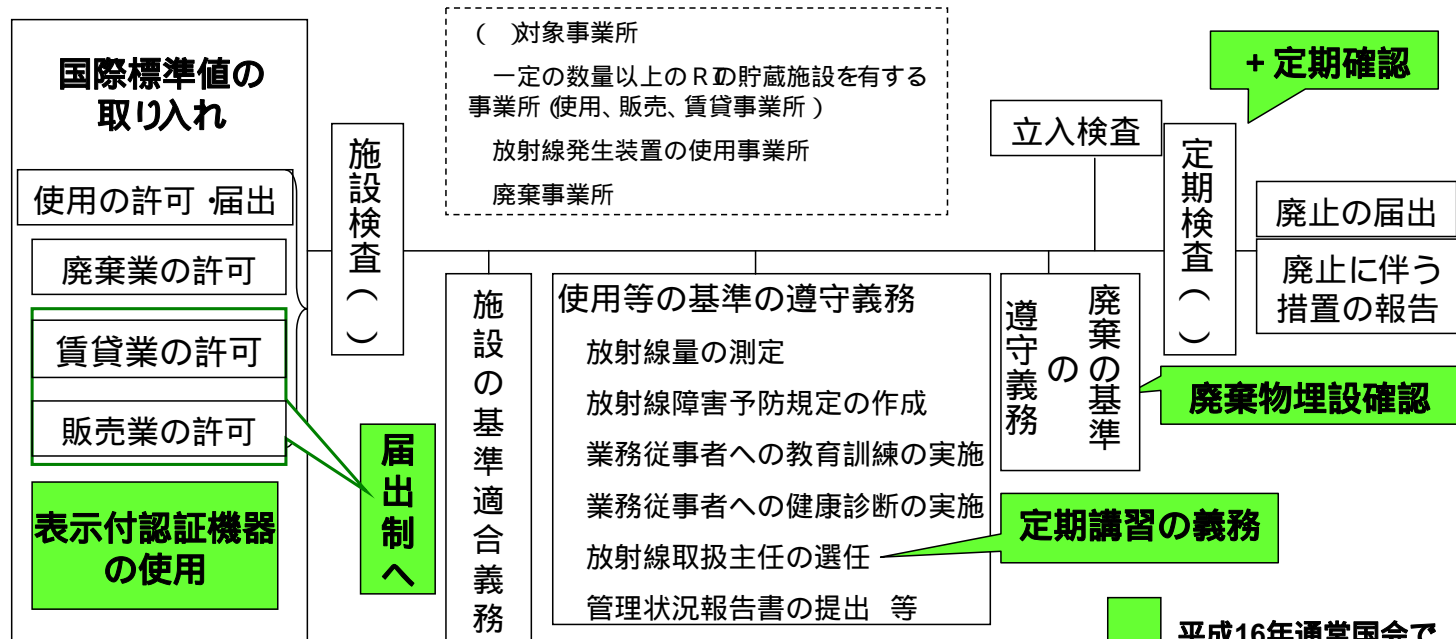 国際標準値の
取り入れ
使用の許可・届出
廃棄業の許可
賃貸業の許可
販売業の許可
表示付認証機器
の使用
施設検査( )
届出制へ
( )対象事業所
一定の数量以上のRIの貯蔵施設を有する
事業所(使用、販売、賃貸事業所)
放射線発生装置の使用事業所
廃棄事業所
施設の基準適合義務
使用等の基準の遵守義務
放射線量の測定
放射線障害予防規定の作成
業務従事者への教育訓練の実施
業務従事者への健康診断の実施
放射線取扱主任の選任
管理状況報告書の提出 等
定期講習の義務
立入検査
廃棄の基準
の
遵守義務
廃棄物埋設確認
+定期確認
定期検査( )
廃止の届出
廃止に伴う
措置の報告
平成16年通常国会で